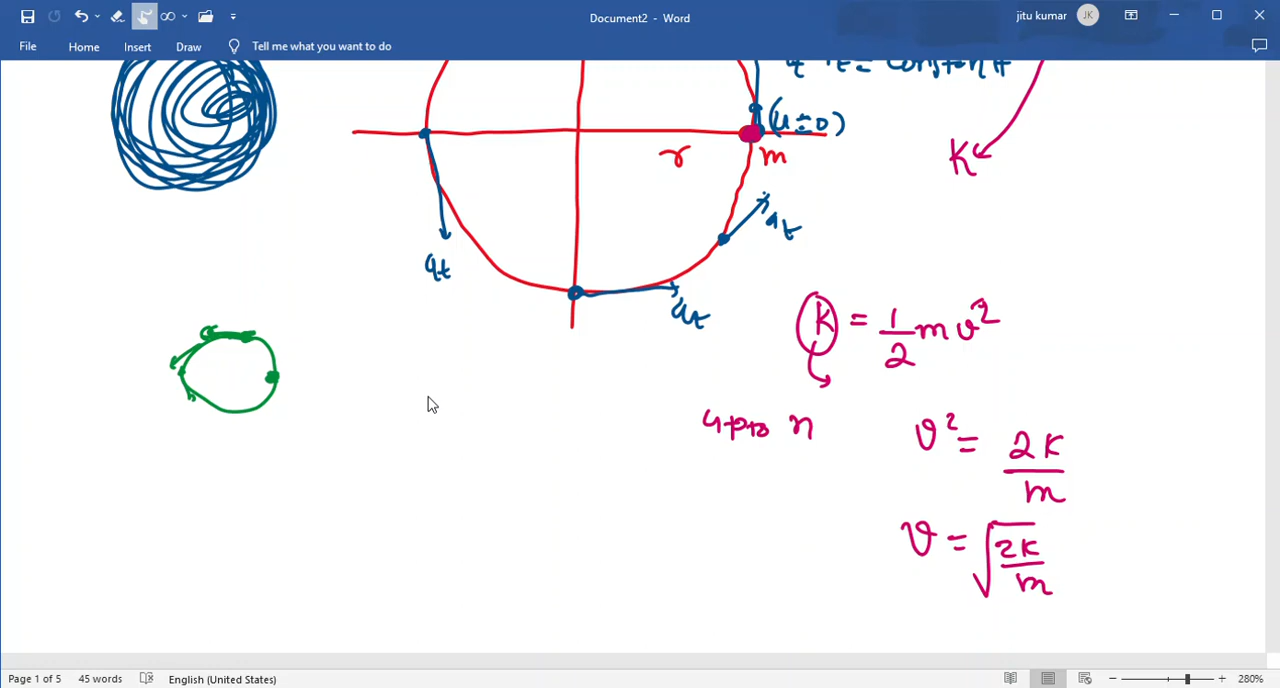 Document2 - Word
jitu kumar
JK
File
Home
Insert
Draw
Tell me what you want to do
(u=0)
r
m
K
at
at
at
K = 1/2 mv²
upto n
v² = 2K/m
v = √2K/m
Page 1 of 5
45 words
English (United States)
280%